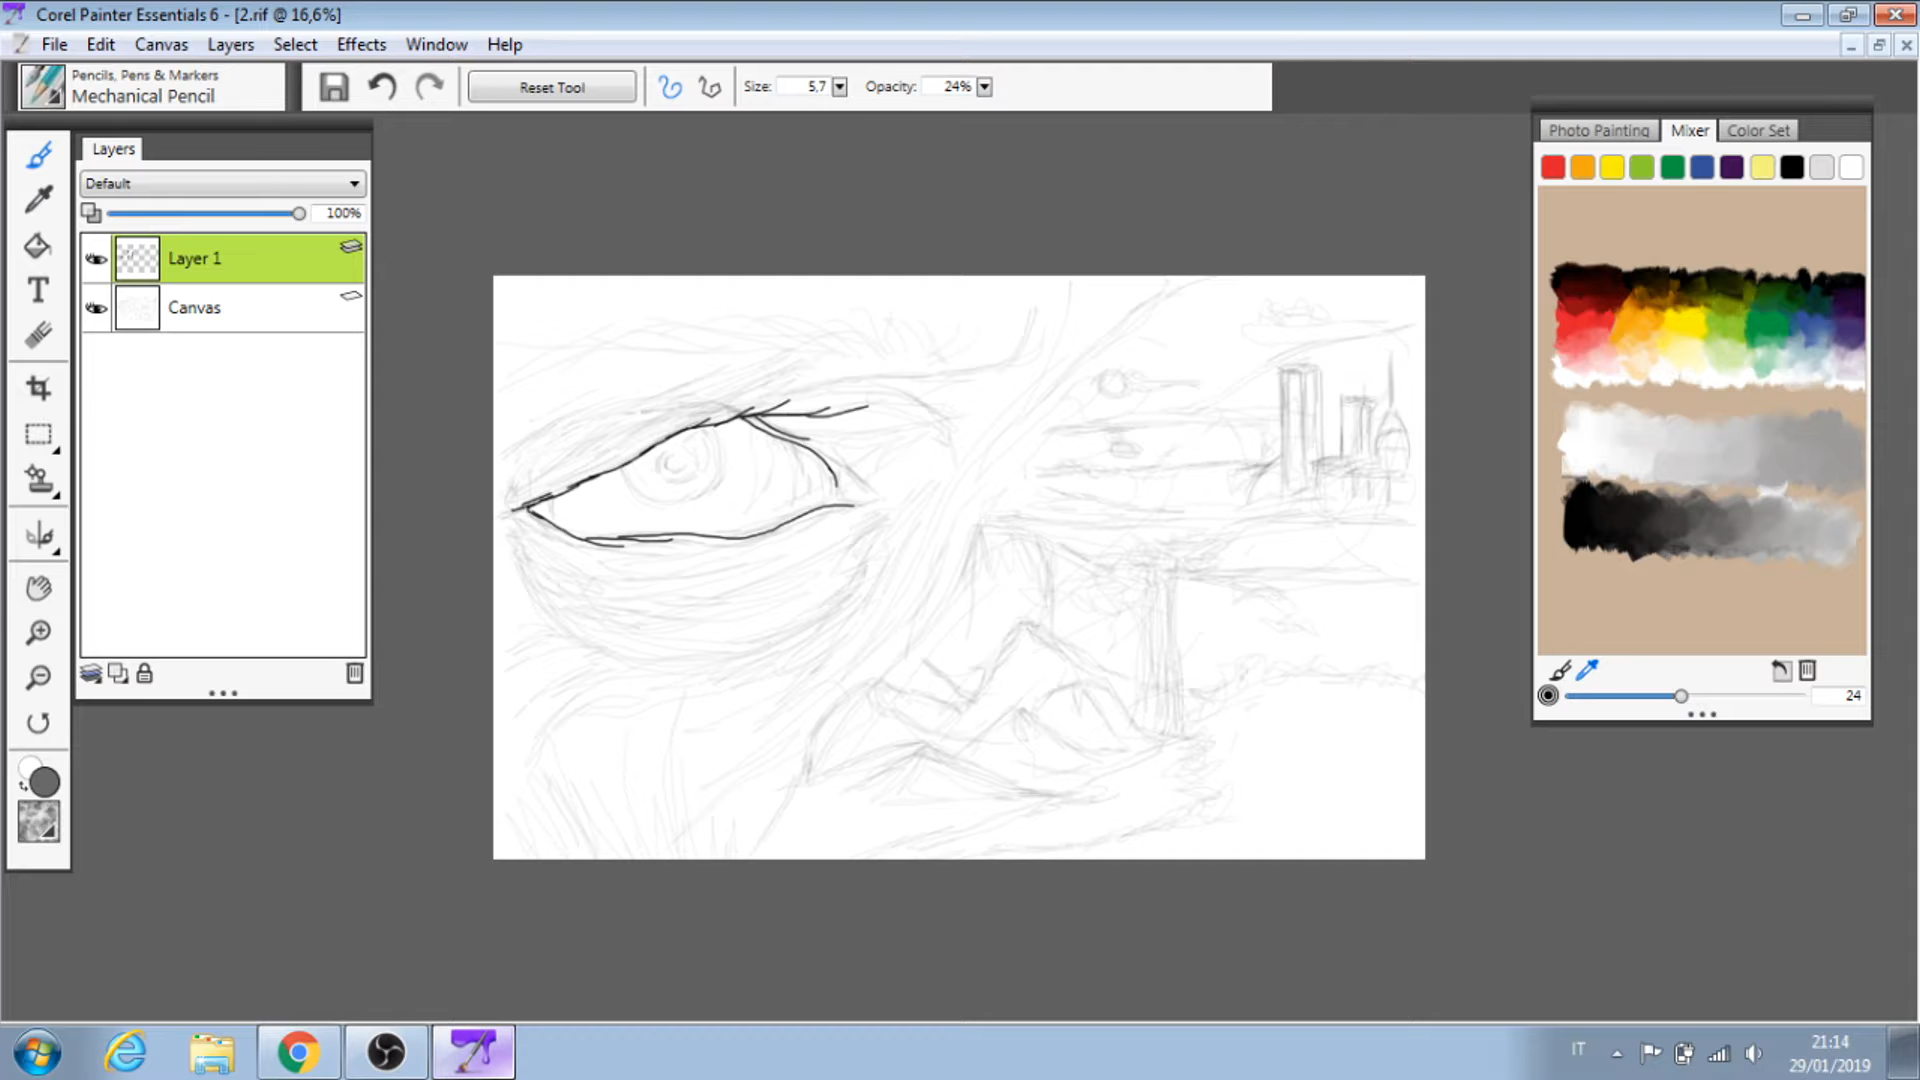 Corel Painter Essentials 6 - [2.rif @ 16,6%]
File Edit Canvas Layers Select Effects Window Help
Pencils, Pens & Markers
Mechanical Pencil
Reset Tool
Size: 5,7
Opacity: 24%
Layers
Default
100%
Layer 1
Canvas
Photo Painting Mixer Color Set
24
IT
21:14
29/01/2019